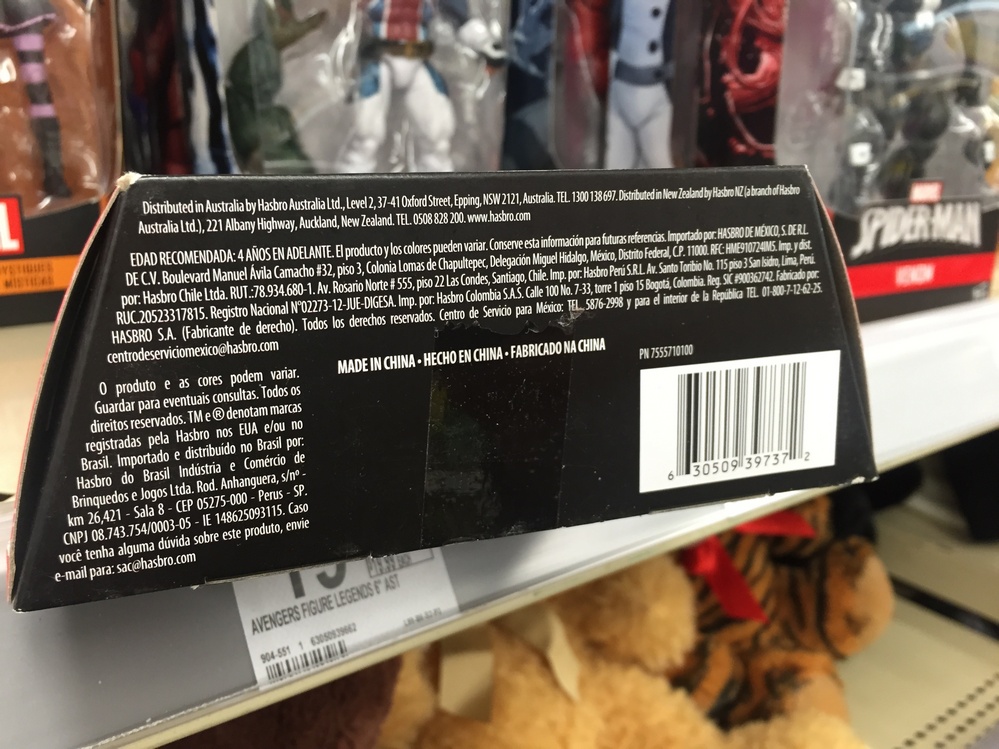 Distributed in Australia by Hasbro Australia Ltd., Level 2, 37-41 Oxford Street, Epping, NSW 2121, Australia. TEL. 1300 138 697. Distributed in New Zealand by Hasbro NZ (a branch of Hasbro
Australia Ltd.), 221 Albany Highway, Auckland, New Zealand. TEL. 0508 828 200. www.hasbro.com
EDAD RECOMENDADA: 4 AÑOS EN ADELANTE. El producto y los colores pueden variar. Conserve esta información para futuras referencias. Importado por: HASBRO DE MÉXICO, S. DE R.L.
DE C.V. Boulevard Manuel Ávila Camacho #32, piso 3, Colonia Lomas de Chapultepec, Delegación Miguel Hidalgo, México, Distrito Federal, C.P. 11000. RFC: HME910724IM5. Imp. y dist.
por: Hasbro Chile Ltda. RUT.:78.934.680-1. Av. Rosario Norte # 555, piso 22 Las Condes, Santiago, Chile. Imp. por: Hasbro Perú S.R.L. Av. Santo Toribio No. 115 piso 3 San Isidro, Lima, Perú.
RUC.20523317815. Registro Nacional N°02273-12-JUE-DIGESA. Imp. por: Hasbro Colombia S.A.S. Calle 100 No. 7-33, torre 1 piso 15 Bogotá, Colombia. Reg. SIC #900362742. Fabricado por:
HASBRO S.A. (Fabricante de derecho). Todos los derechos reservados. Centro de Servicio para México: TEL. 5876-2998 y para el interior de la República TEL. 01-800-7-12-62-25.
centrodeserviciomexico@hasbro.com
MADE IN CHINA • HECHO EN CHINA • FABRICADO NA CHINA
PN 7555710100
O produto e as cores podem variar.
Guardar para eventuais consultas. Todos os
direitos reservados. TM e ® denotam marcas
registradas pela Hasbro nos EUA e/ou no
Brasil. Importado e distribuído no Brasil por:
Hasbro do Brasil Indústria e Comércio de
Brinquedos e Jogos Ltda. Rod. Anhanguera, s/nº -
km 26,421 - Sala 8 - CEP 05275-000 - Perus - SP.
CNPJ 08.743.754/0003-05 - IE 148625093115. Caso
você tenha alguma dúvida sobre este produto, envie
e-mail para: sac@hasbro.com
6 30509 39737 2
MARVEL
SPIDER-MAN
VENOM
AVENGERS FIGURE LEGENDS 6" AST
904-551 1